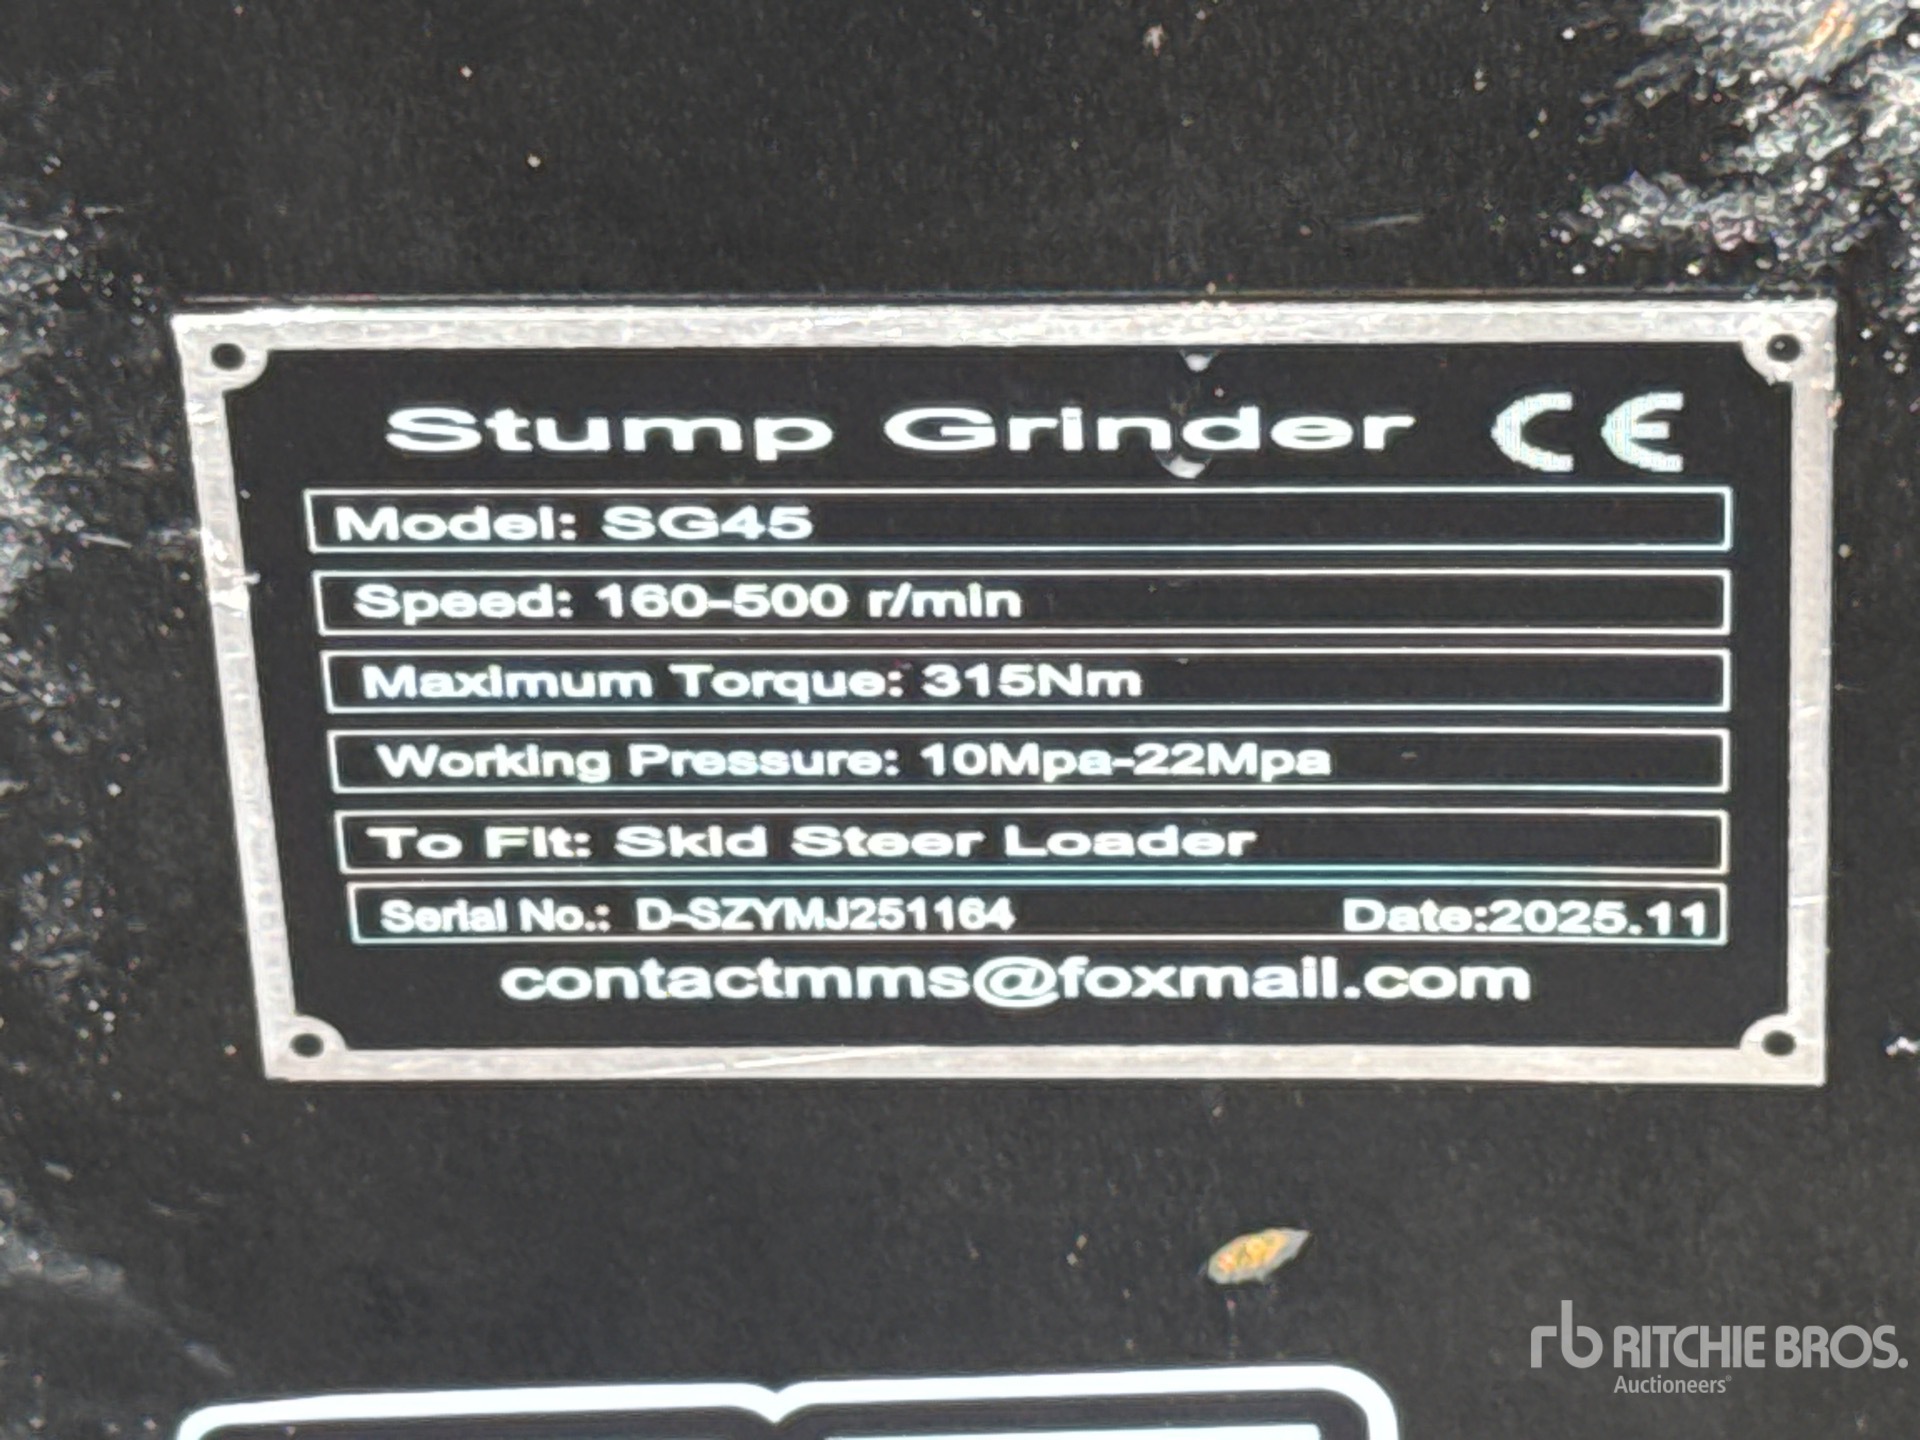 Stump Grinder CE
Model: SG45
Speed: 160-500 r/min
Maximum Torque: 315Nm
Working Pressure: 10Mpa-22Mpa
To Fit: Skid Steer Loader
Serial No.: D-SZYMJ251164 Date:2025.11
contactmms@foxmail.com
rb RITCHIE BROS.
Auctioneers